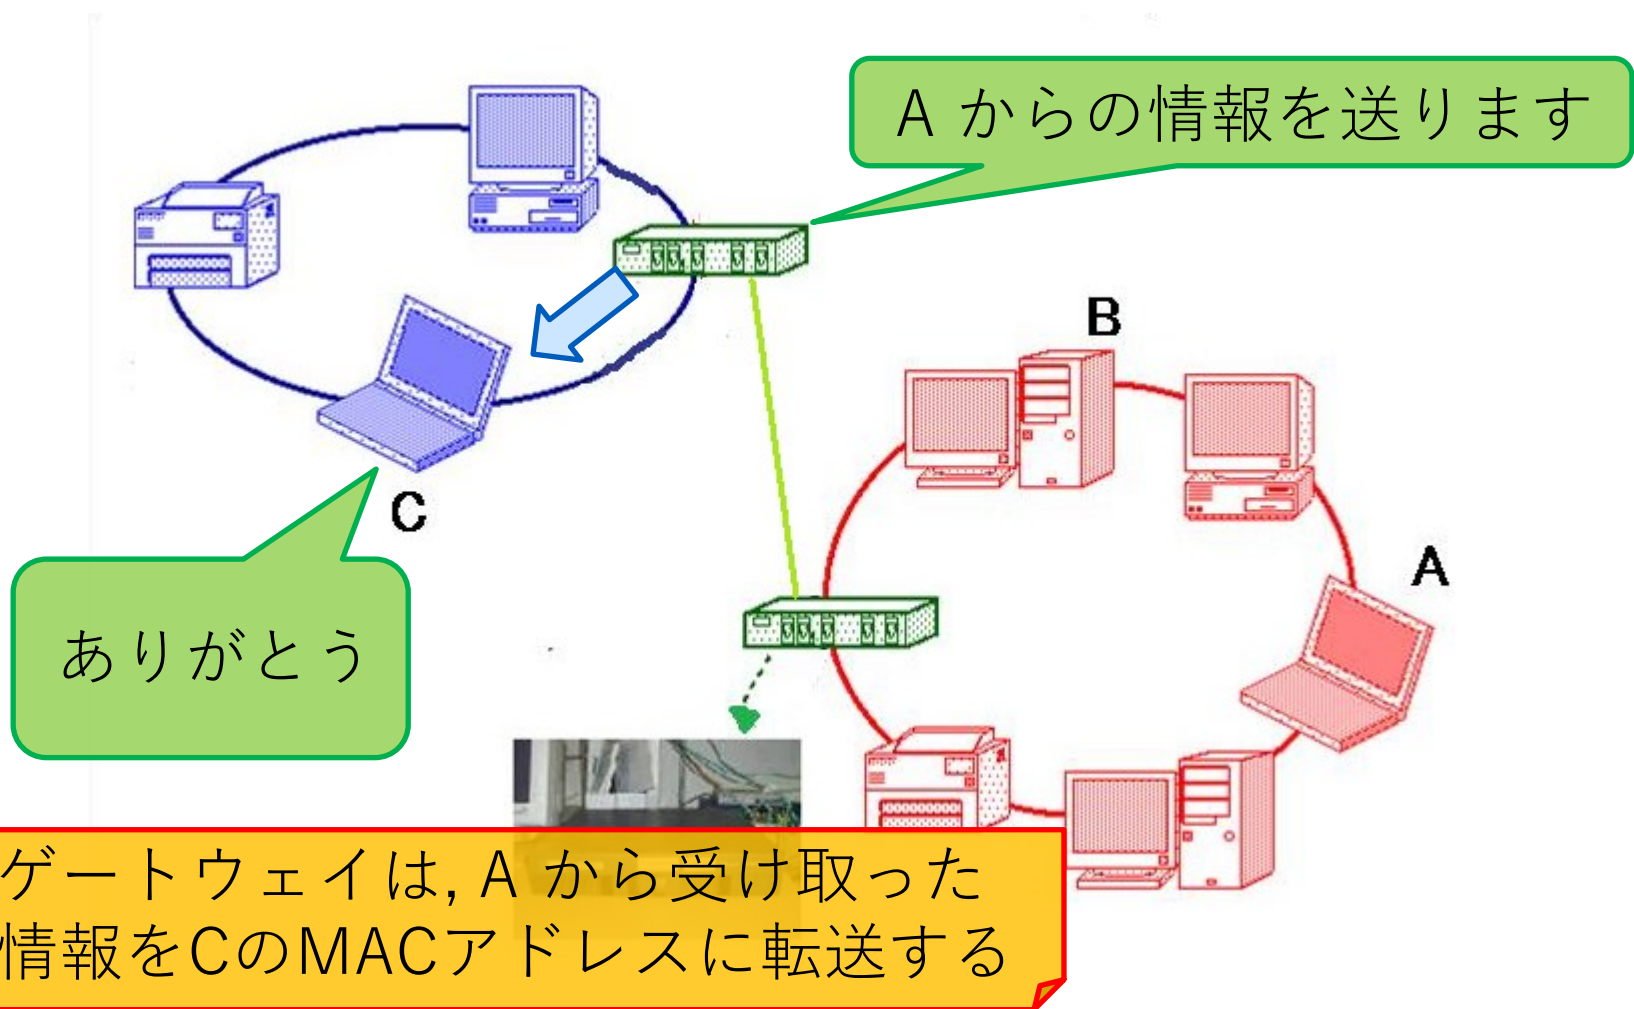 A からの情報を送ります
B
C
A
ありがとう
ゲートウェイは, A から受け取った
情報をCのMACアドレスに転送する